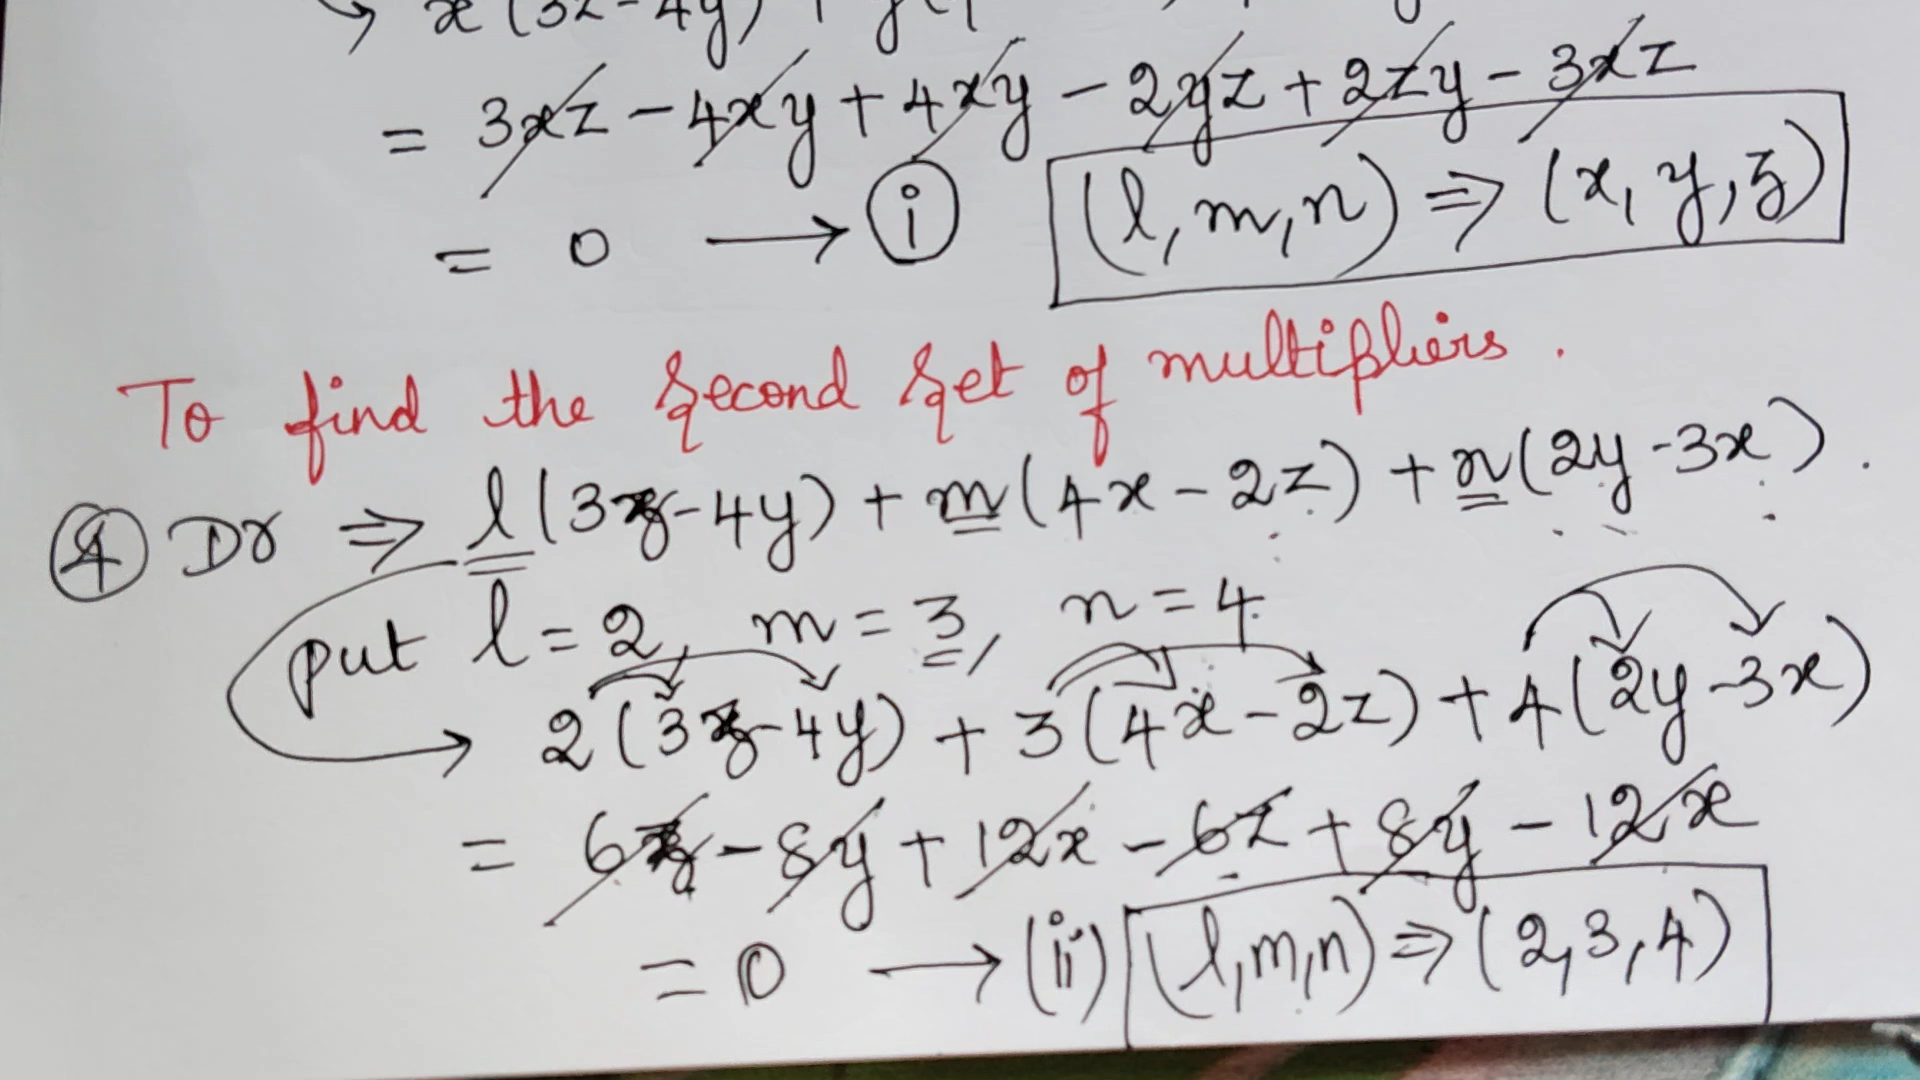 x(3z-4y)
= 3xz - 4xy + 4xy - 2yz + 2zy - 3xz
= 0 → (i) (l, m, n) ⇒ (x, y, z)
To find the second set of multipliers.
④ Dr ⇒ l(3z-4y) + m(4x-2z) + n(2y-3x).
put l = 2, m = 3, n = 4
→ 2(3z-4y) + 3(4x-2z) + 4(2y-3x)
= 6z - 8y + 12x - 6z + 8y - 12x
= 0 → (ii) (l,m,n) ⇒ (2,3,4)